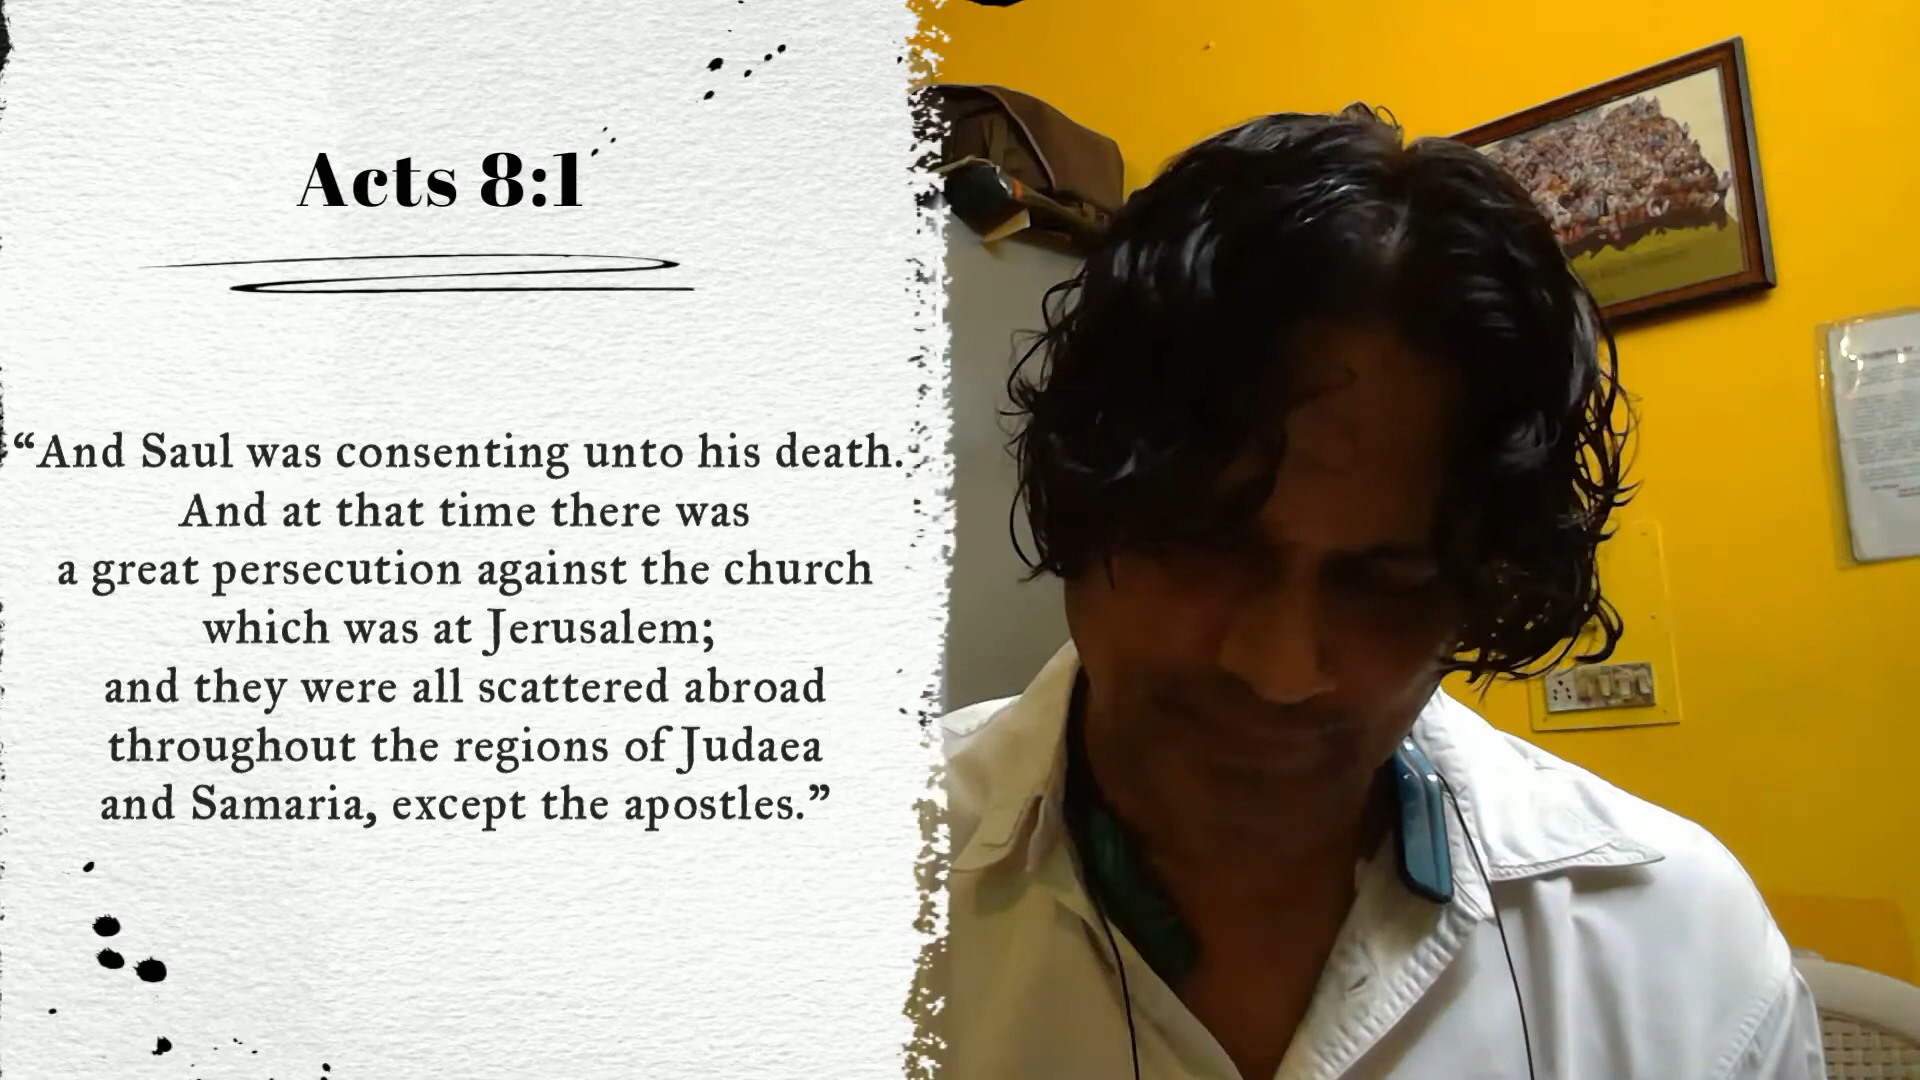 Acts 8:1
“And Saul was consenting unto his death.
And at that time there was
a great persecution against the church
which was at Jerusalem;
and they were all scattered abroad
throughout the regions of Judaea
and Samaria, except the apostles.”